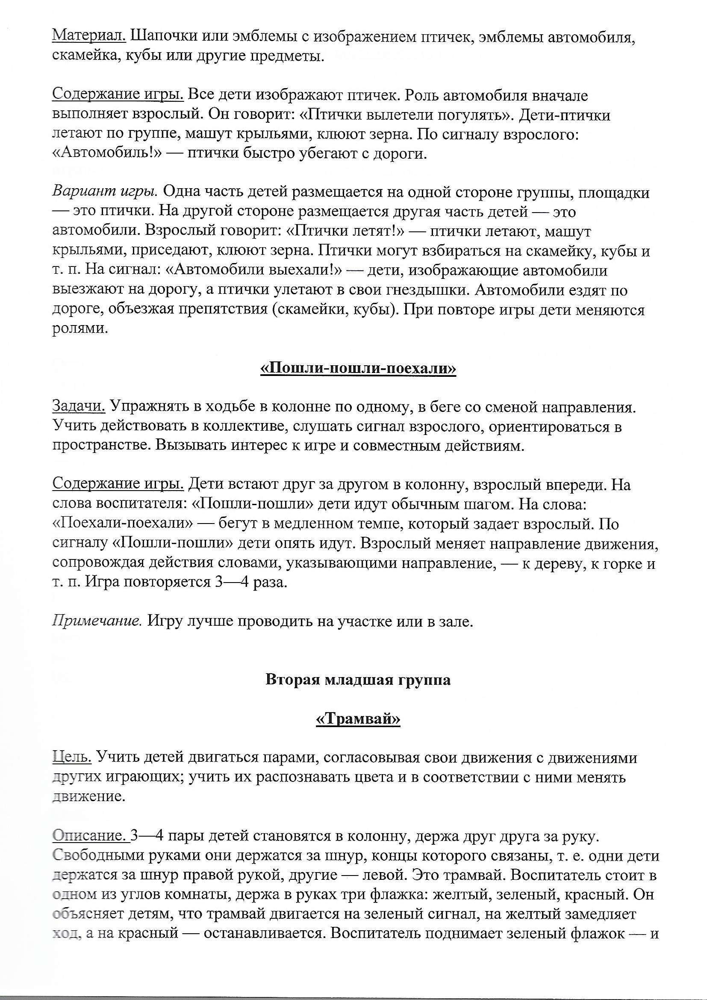 Материал. Шапочки или эмблемы с изображением птичек, эмблемы автомобиля,
скамейка, кубы или другие предметы.
Содержание игры. Все дети изображают птичек. Роль автомобиля вначале
выполняет взрослый. Он говорит: «Птички вылетели погулять». Дети-птички
летают по группе, машут крыльями, клюют зерна. По сигналу взрослого:
«Автомобиль!» — птички быстро убегают с дороги.
Вариант игры. Одна часть детей размещается на одной стороне группы, площадки
— это птички. На другой стороне размещается другая часть детей — это
автомобили. Взрослый говорит: «Птички летят!» — птички летают, машут
крыльями, приседают, клюют зерна. Птички могут взбираться на скамейку, кубы и
т. п. На сигнал: «Автомобили выехали!» — дети, изображающие автомобили
выезжают на дорогу, а птички улетают в свои гнездышки. Автомобили ездят по
дороге, объезжая препятствия (скамейки, кубы). При повторе игры дети меняются
ролями.
«Пошли-пошли-поехали»
Задачи. Упражнять в ходьбе в колонне по одному, в беге со сменой направления.
Учить действовать в коллективе, слушать сигнал взрослого, ориентироваться в
пространстве. Вызывать интерес к игре и совместным действиям.
Содержание игры. Дети встают друг за другом в колонну, взрослый впереди. На
слова воспитателя: «Пошли-пошли» дети идут обычным шагом. На слова:
«Поехали-поехали» — бегут в медленном темпе, который задает взрослый. По
сигналу «Пошли-пошли» дети опять идут. Взрослый меняет направление движения,
сопровождая действия словами, указывающими направление, — к дереву, к горке и
т. п. Игра повторяется 3—4 раза.
Примечание. Игру лучше проводить на участке или в зале.
Вторая младшая группа
«Трамвай»
Цель. Учить детей двигаться парами, согласовывая свои движения с движениями
других играющих; учить их распознавать цвета и в соответствии с ними менять
движение.
Описание. 3—4 пары детей становятся в колонну, держа друг друга за руку.
Свободными руками они держатся за шнур, концы которого связаны, т. е. одни дети
держатся за шнур правой рукой, другие — левой. Это трамвай. Воспитатель стоит в
одном из углов комнаты, держа в руках три флажка: желтый, зеленый, красный. Он
объясняет детям, что трамвай двигается на зеленый сигнал, на желтый замедляет
ход, а на красный — останавливается. Воспитатель поднимает зеленый флажок — и